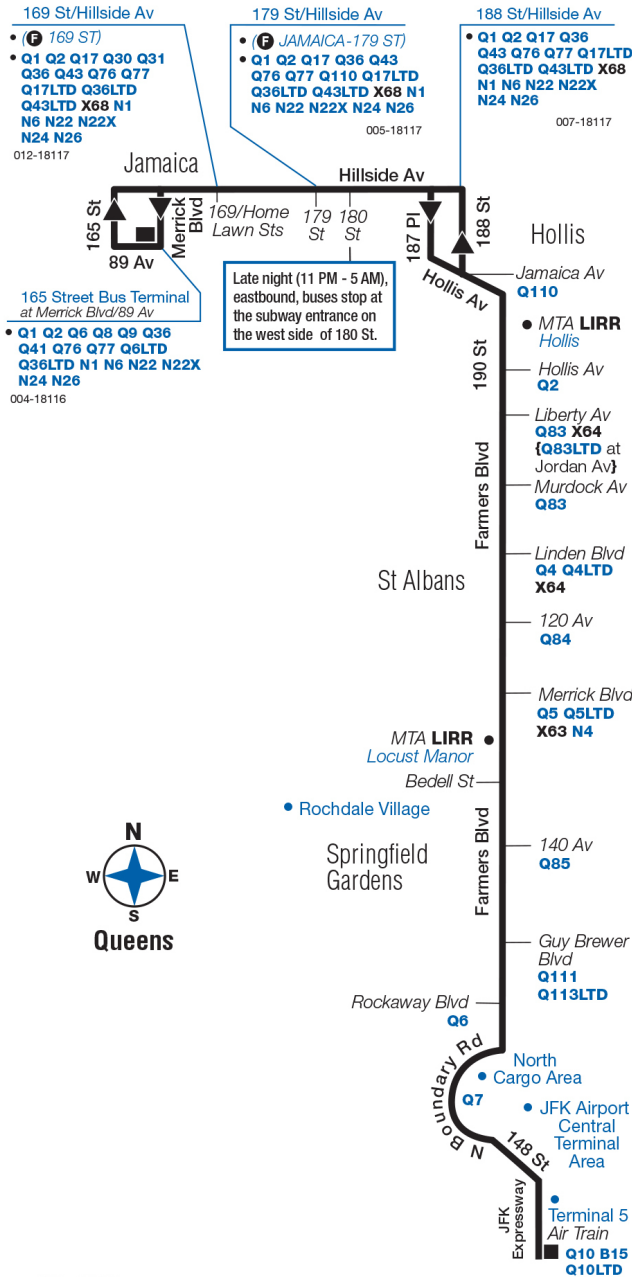 169 St/Hillside Av
• (F 169 ST)
• Q1 Q2 Q17 Q30 Q31
Q36 Q43 Q76 Q77
Q17LTD Q36LTD
Q43LTD X68 N1
N6 N22 N22X
N24 N26
012-18117
179 St/Hillside Av
• (F JAMAICA-179 ST)
• Q1 Q2 Q17 Q36 Q43
Q76 Q77 Q110 Q17LTD
Q36LTD Q43LTD X68 N1
N6 N22 N22X N24 N26
005-18117
188 St/Hillside Av
• Q1 Q2 Q17 Q36
Q43 Q76 Q77 Q17LTD
Q36LTD Q43LTD X68
N1 N6 N22 N22X
N24 N26
007-18117
Jamaica
Hillside Av
165 St
Merrick
Blvd
89 Av
169/Home
Lawn Sts
179
St
180
St
187 Pl
188 St
Hollis
Hollis Av
Late night (11 PM - 5 AM),
eastbound, buses stop at
the subway entrance on
the west side of 180 St.
165 Street Bus Terminal
at Merrick Blvd/89 Av
• Q1 Q2 Q6 Q8 Q9 Q36
Q41 Q76 Q77 Q6LTD
Q36LTD N1 N6 N22 N22X
N24 N26
004-18116
Jamaica Av
Q110
• MTA LIRR
Hollis
190 St
Hollis Av
Q2
Liberty Av
Q83 X64
{Q83LTD at
Jordan Av}
Farmers Blvd
Murdock Av
Q83
Linden Blvd
Q4 Q4LTD
X64
St Albans
120 Av
Q84
Merrick Blvd
Q5 Q5LTD
X63 N4
MTA LIRR •
Locust Manor
Bedell St
• Rochdale Village
Farmers Blvd
Springfield
Gardens
140 Av
Q85
N
W E
S
Queens
Guy Brewer
Blvd
Q111
Q113LTD
Rockaway Blvd
Q6
N Boundary Rd
North
• Cargo Area
Q7
• JFK Airport
Central
Terminal
Area
148 St
JFK
Expressway
• Terminal 5
Air Train
Q10 B15
Q10LTD